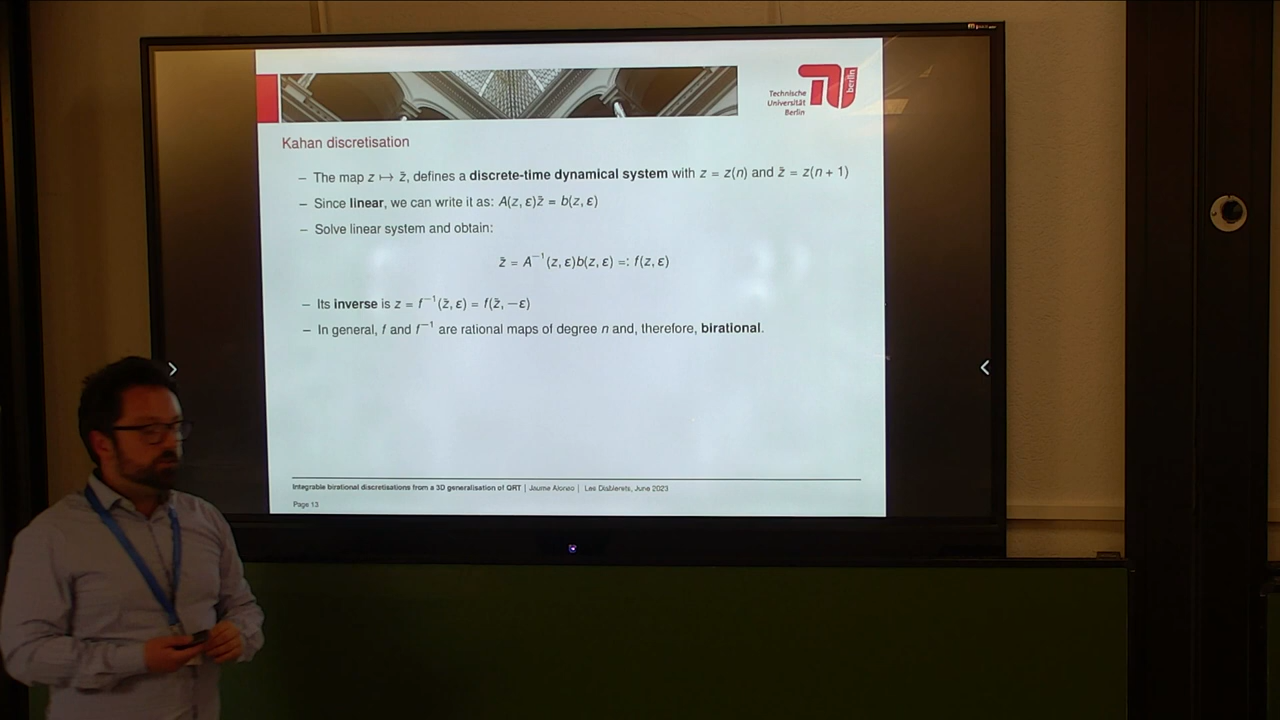 Technische
Universität
Berlin
berlin
Kahan discretisation
– The map z ↦ z̃, defines a discrete-time dynamical system with z = z(n) and z̃ = z(n + 1)
– Since linear, we can write it as: A(z, ε)z̃ = b(z, ε)
– Solve linear system and obtain:
z̃ = A⁻¹(z, ε)b(z, ε) =: f(z, ε)
– Its inverse is z = f⁻¹(z̃, ε) = f(z̃, −ε)
– In general, f and f⁻¹ are rational maps of degree n and, therefore, birational.
Integrable birational discretisations from a 3D generalisation of QRT | Jaume Alonso | Les Diablerets, June 2023
Page 13